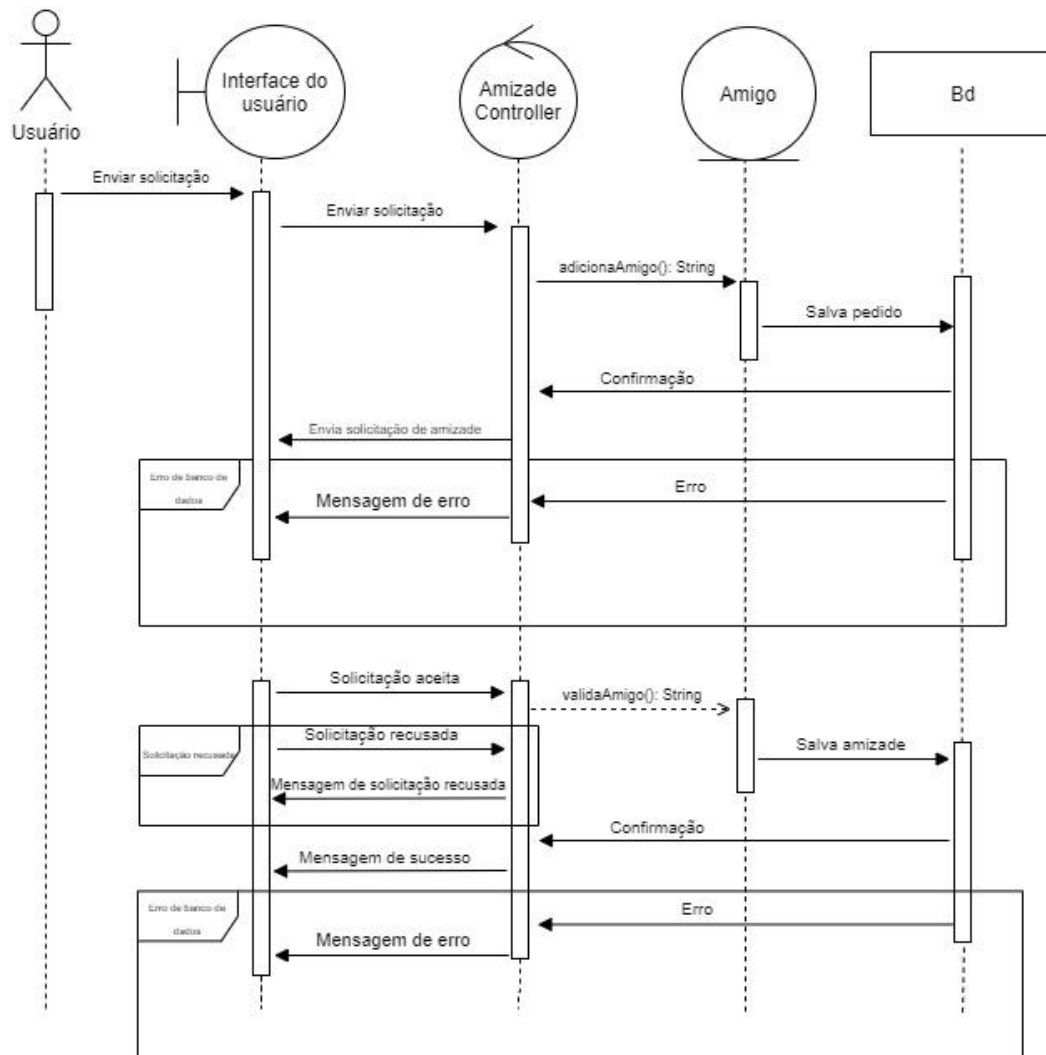 Interface do
usuário
Amizade
Controller
Amigo
Bd
Usuário
Enviar solicitação
Enviar solicitação
adicionaAmigo(): String
Salva pedido
Confirmação
Envia solicitação de amizade
Erro de banco de
dados
Erro
Mensagem de erro
Solicitação aceita
validaAmigo(): String
Solicitação recusada
Solicitação recusada
Salva amizade
Mensagem de solicitação recusada
Confirmação
Mensagem de sucesso
Erro de banco de
dados
Erro
Mensagem de erro